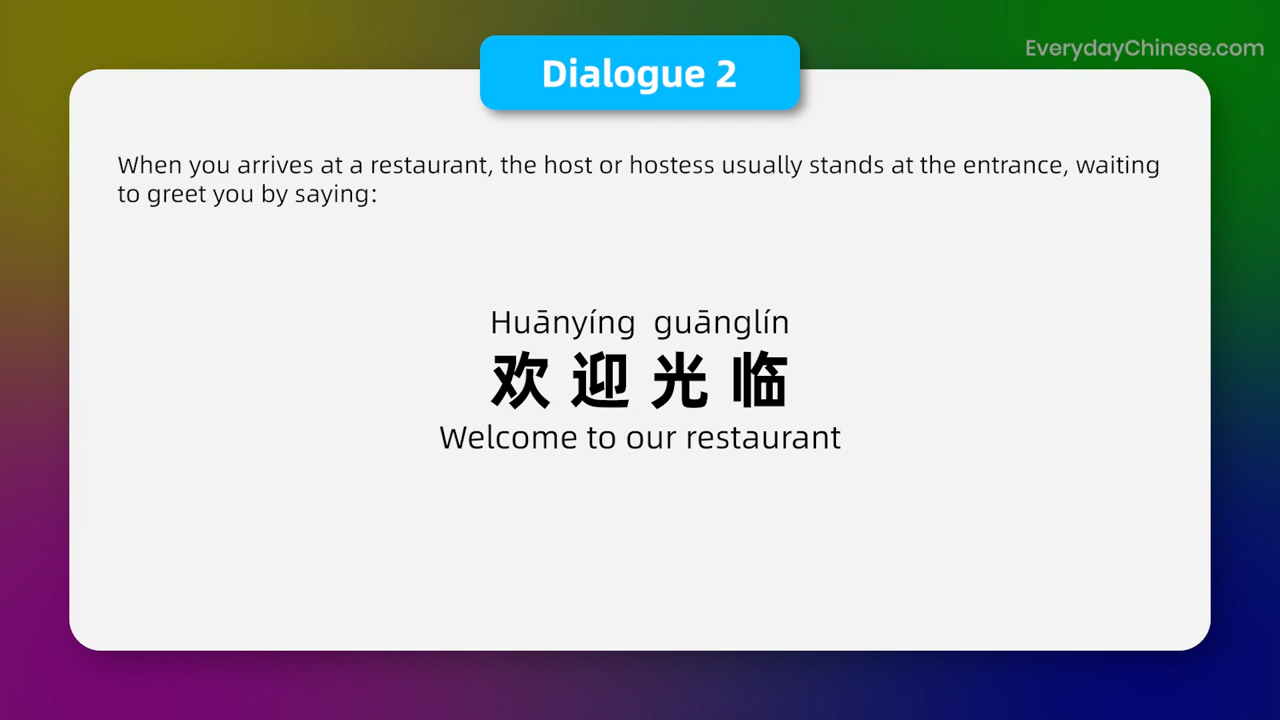 EverydayChinese.com
Dialogue 2
When you arrives at a restaurant, the host or hostess usually stands at the entrance, waiting
to greet you by saying:
Huānyíng guānglín
欢迎光临
Welcome to our restaurant